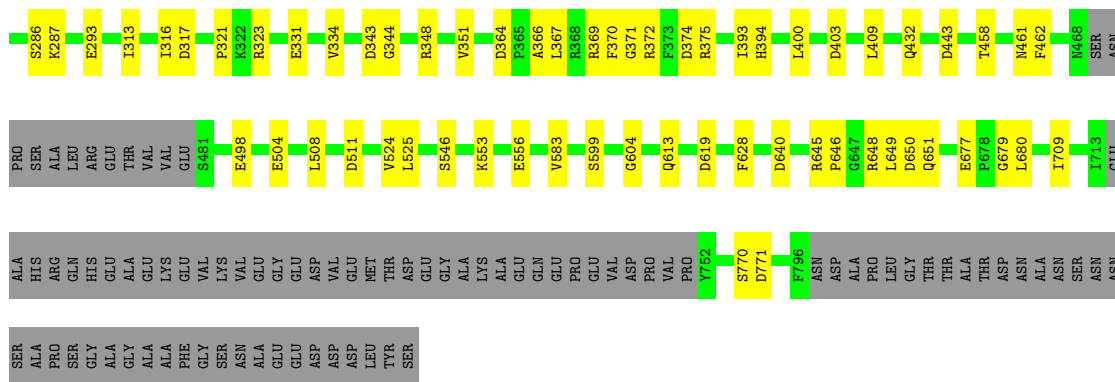 S286 K287 E293 I313 I316 D317 P321 K322 R323 E331 V334 D343 G344 R348 V351 D364 P365 A366 L367 R368 R369 F370 G371 R372 F373 D374 R375 I393 H394 L400 D403 L409 Q432 D443 T458 N461 F462 N468 SER ASN
PRO SER ALA LEU ARG GLU THR VAL VAL GLU S481 E498 E504 L508 D511 V524 L525 S546 K553 E556 V583 S599 G604 Q613 D619 F628 D640 R645 P646 G647 R648 L649 D650 Q651 E677 P678 G679 L680 I709 I713 GLU
ALA HIS ARG GLN HIS GLU ALA GLU LYS GLU VAL LYS VAL GLU GLY GLU ASP VAL GLU MET THR ASP GLU GLY ALA LYS ALA GLU GLN GLU PRO GLU VAL ASP PRO VAL PRO Y752 S770 D771 F796 ASN ASP ALA PRO LEU GLY THR THR ALA THR ASP ASN ALA ASN SER ASN ASN
SER ALA PRO SER GLY ALA GLY ALA ALA PHE GLY SER ASN ALA GLU GLU ASP ASP ASP LEU TYR SER